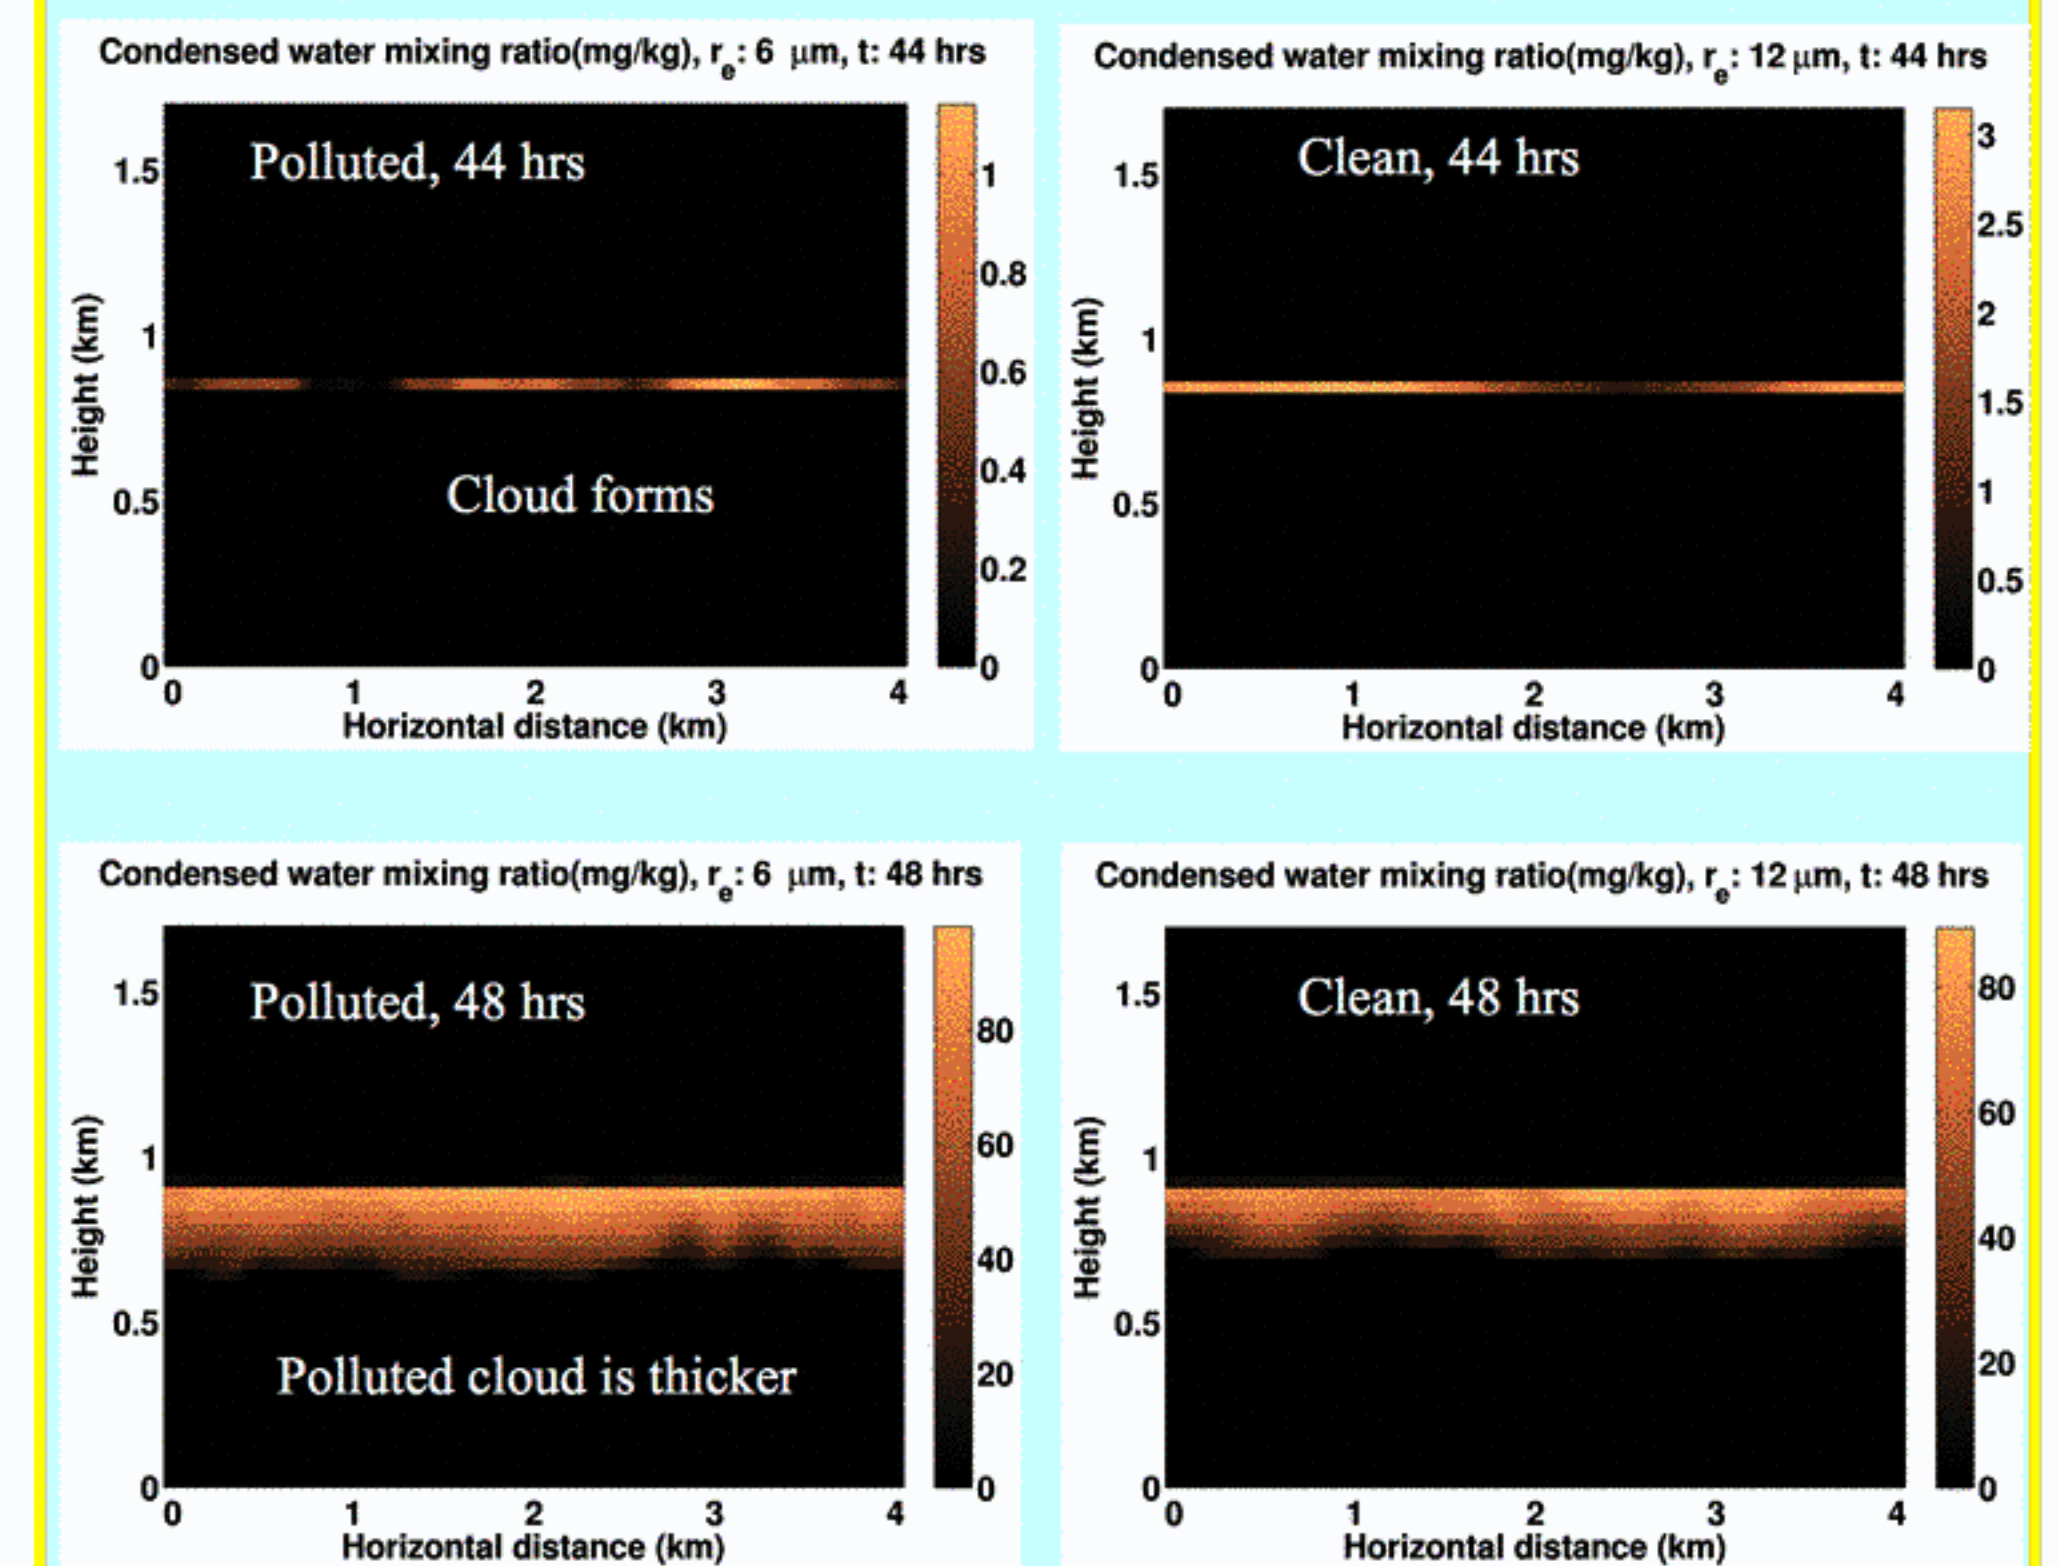 Condensed water mixing ratio(mg/kg), re: 6 μm, t: 44 hrs
Polluted, 44 hrs
Cloud forms
Height (km)
1.5
1
0.5
0
0 1 2 3 4
Horizontal distance (km)
1
0.8
0.6
0.4
0.2
0
Condensed water mixing ratio(mg/kg), re: 12 μm, t: 44 hrs
Clean, 44 hrs
Height (km)
1.5
1
0.5
0
0 1 2 3 4
Horizontal distance (km)
3
2.5
2
1.5
1
0.5
0
Condensed water mixing ratio(mg/kg), re: 6 μm, t: 48 hrs
Polluted, 48 hrs
Polluted cloud is thicker
Height (km)
1.5
1
0.5
0
0 1 2 3 4
Horizontal distance (km)
80
60
40
20
0
Condensed water mixing ratio(mg/kg), re: 12 μm, t: 48 hrs
Clean, 48 hrs
Height (km)
1.5
1
0.5
0
0 1 2 3 4
Horizontal distance (km)
80
60
40
20
0